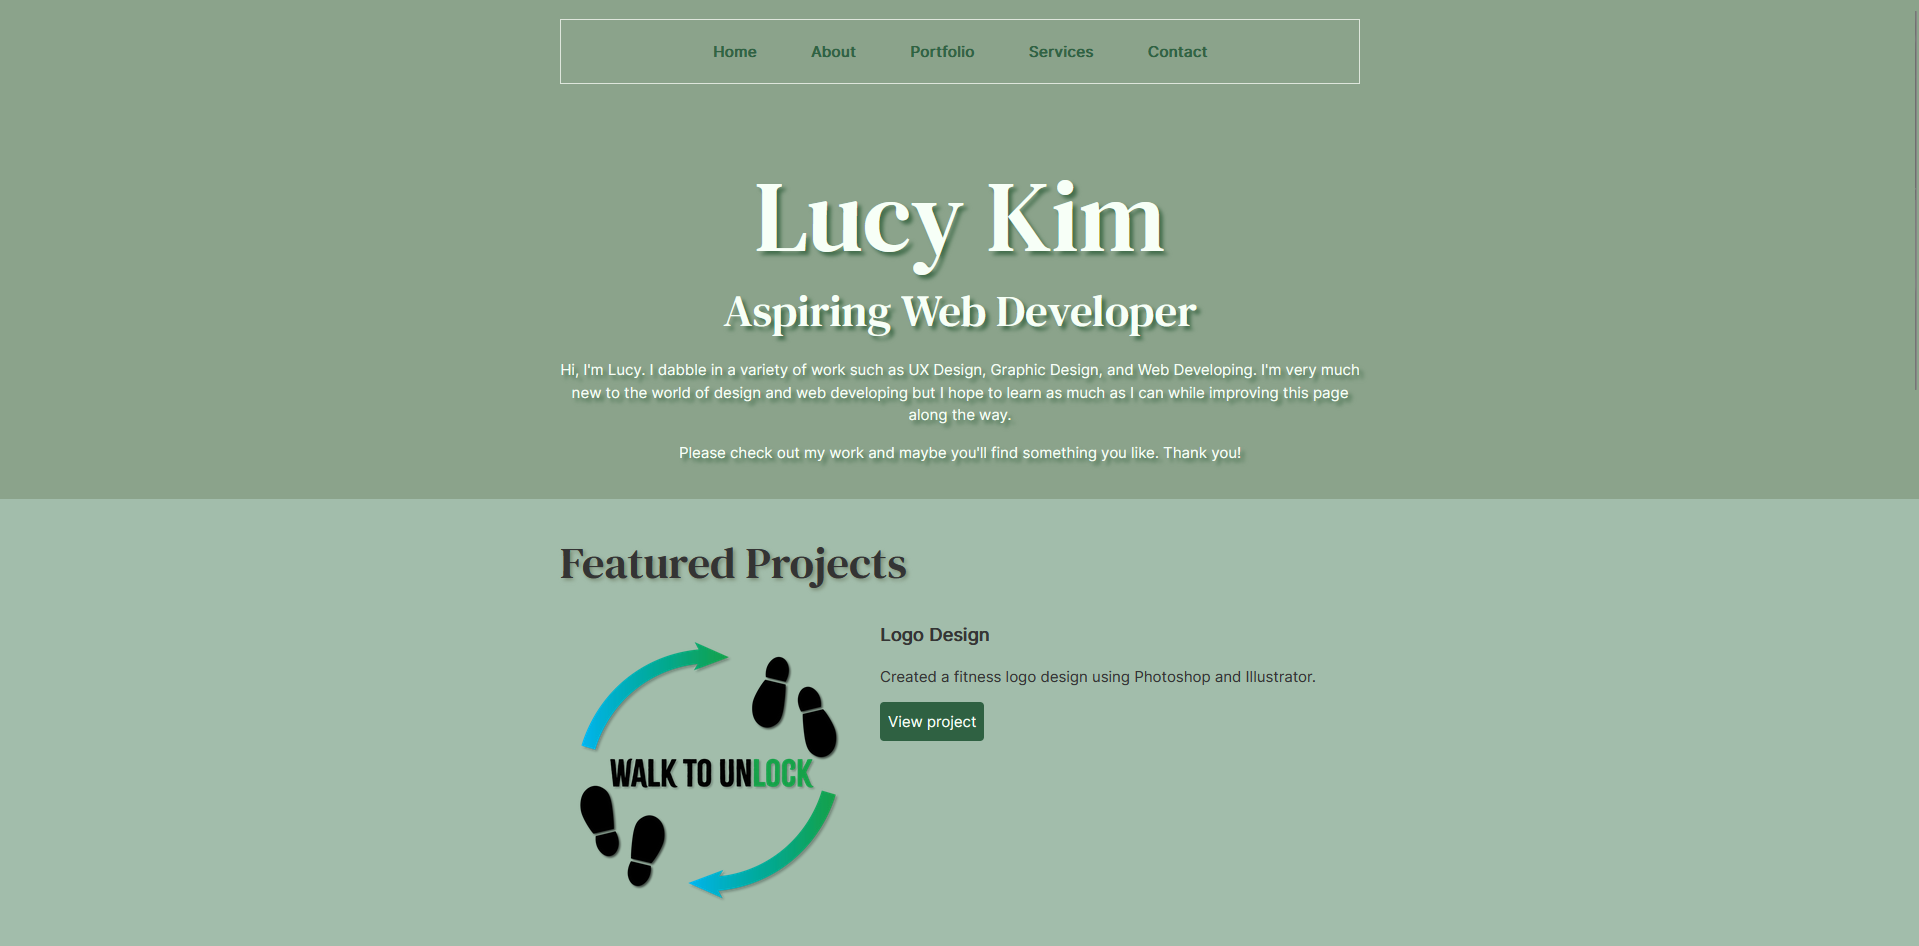 Home About Portfolio Services Contact
Lucy Kim
Aspiring Web Developer
Hi, I'm Lucy. I dabble in a variety of work such as UX Design, Graphic Design, and Web Developing. I'm very much
new to the world of design and web developing but I hope to learn as much as I can while improving this page
along the way.
Please check out my work and maybe you'll find something you like. Thank you!
Featured Projects
WALK TO UNLOCK
Logo Design
Created a fitness logo design using Photoshop and Illustrator.
View project